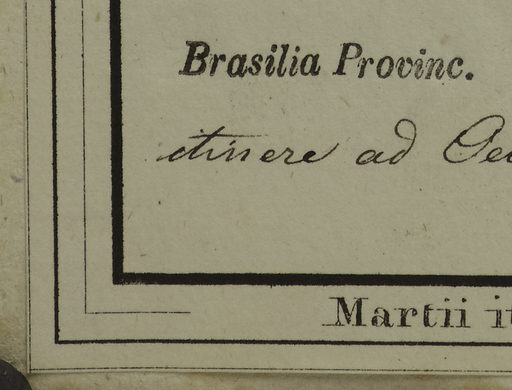 Brasilia Provinc.
itinere ad
Martii